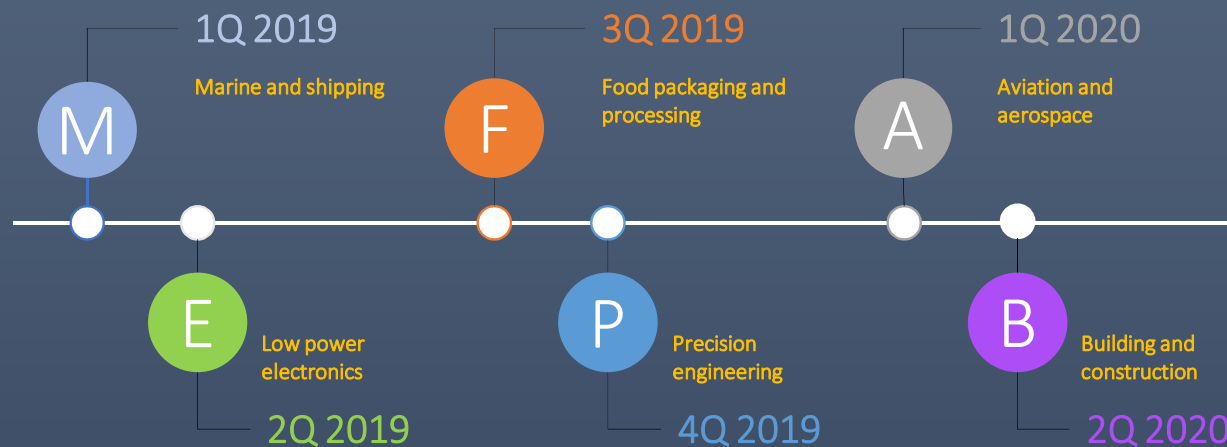 1Q 2019
Marine and shipping
M
3Q 2019
Food packaging and
processing
F
1Q 2020
Aviation and
aerospace
A
E
Low power
electronics
2Q 2019
P
Precision
engineering
4Q 2019
B
Building and
construction
2Q 2020